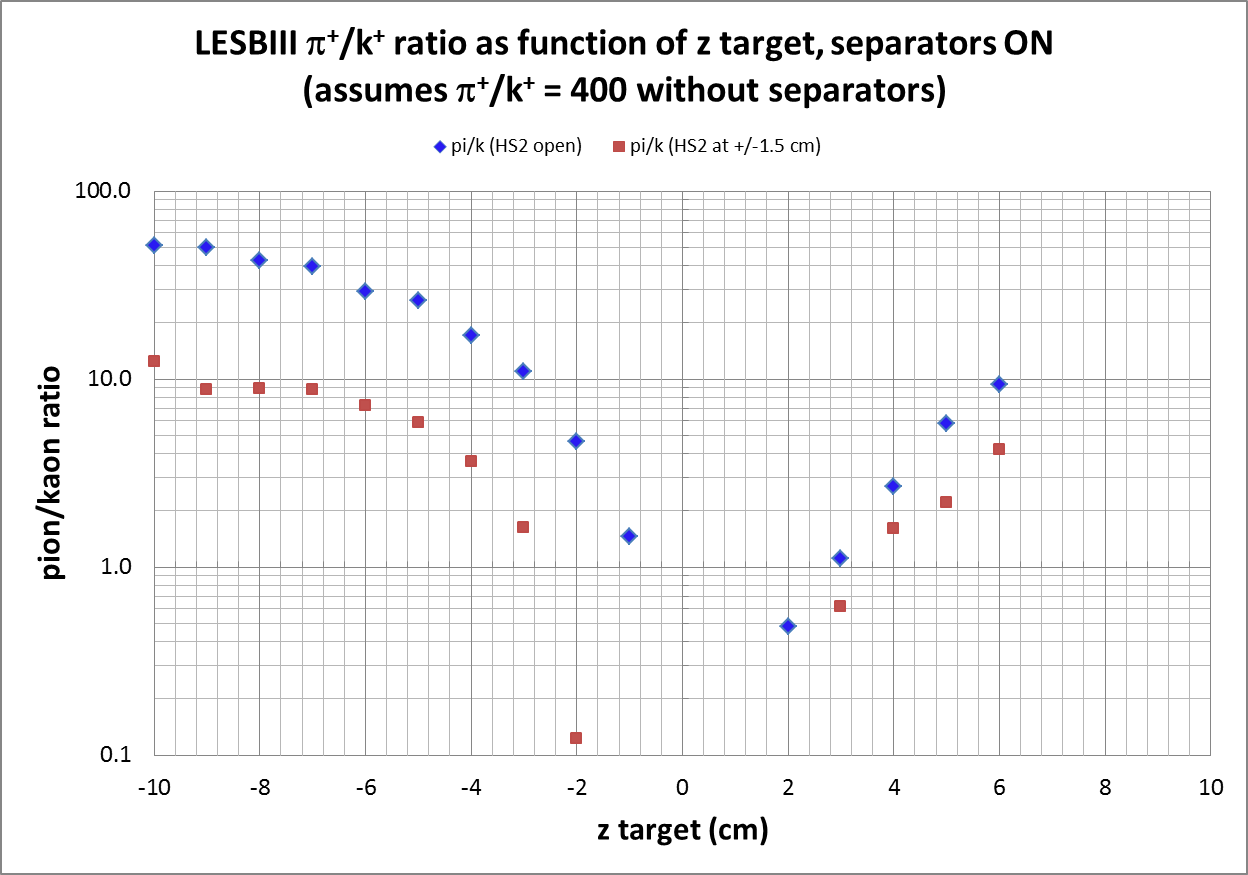 LESBIII π⁺/k⁺ ratio as function of z target, separators ON
(assumes π⁺/k⁺ = 400 without separators)
pi/k (HS2 open) pi/k (HS2 at +/-1.5 cm)
100.0
10.0
1.0
0.1
pion/kaon ratio
-10 -8 -6 -4 -2 0 2 4 6 8 10
z target (cm)